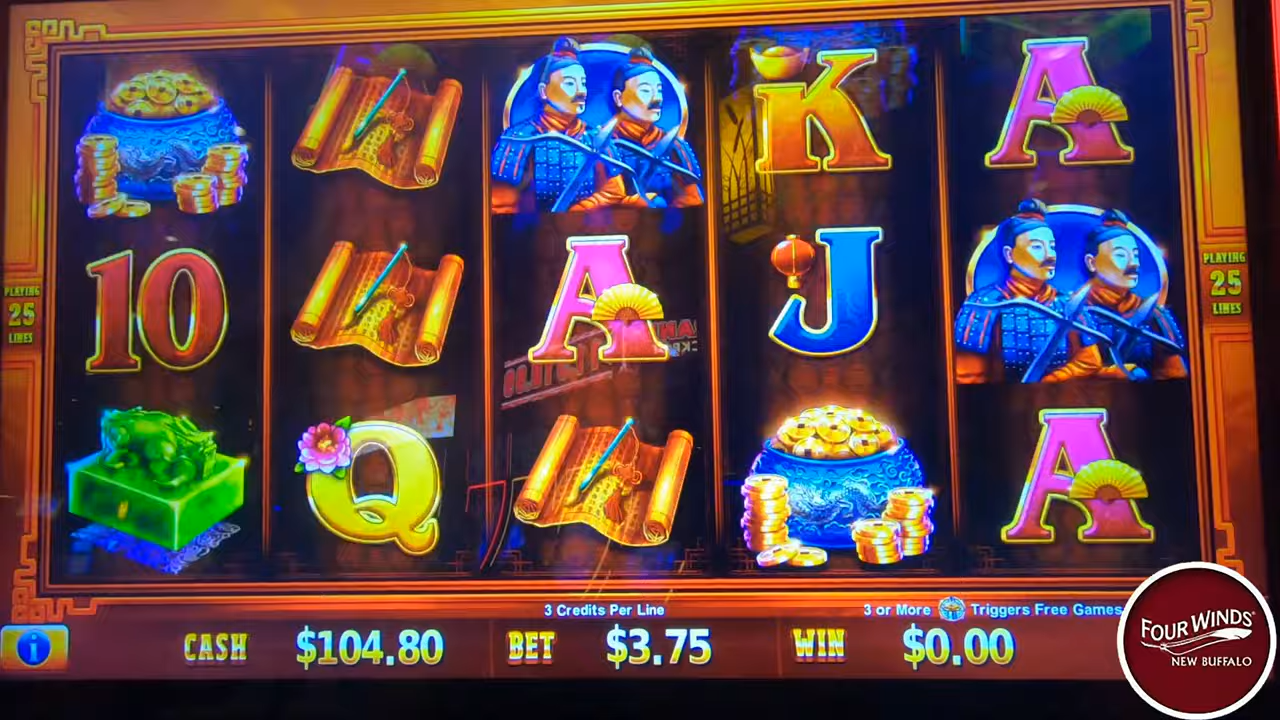 K
A
10
A
J
PLAYING
25
LINES
PLAYING
25
LINES
Q
A
3 Credits Per Line
3 or More Triggers Free Games
CASH $104.80 BET $3.75 WIN $0.00
i
FOUR WINDS®
NEW BUFFALO